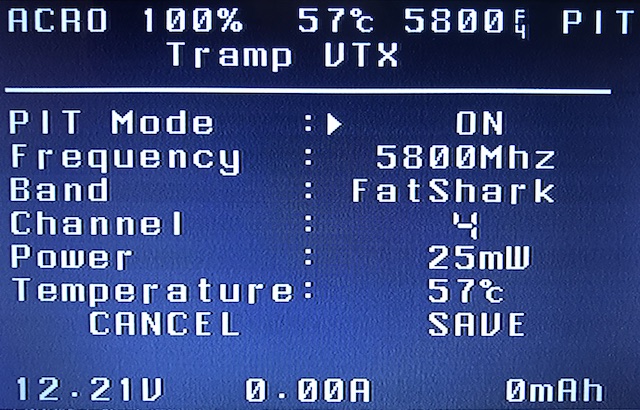 ACRO 100% 57℃ 5800 F4 PIT
Tramp VTX
PIT Mode :▶ ON
Frequency : 5800Mhz
Band : FatShark
Channel : 4
Power : 25mW
Temperature: 57℃
CANCEL SAVE
12.21V 0.00A 0mAh